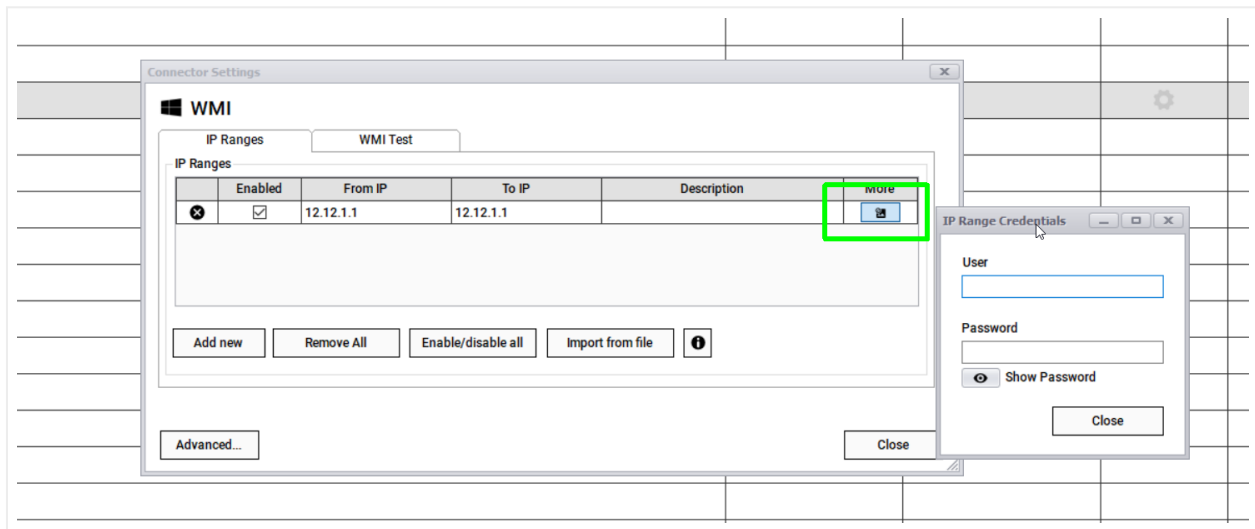 Connector Settings
WMI
IP Ranges WMI Test
IP Ranges
Enabled From IP To IP Description More
12.12.1.1 12.12.1.1
Add new Remove All Enable/disable all Import from file
Advanced... Close
IP Range Credentials
User
Password
Show Password
Close